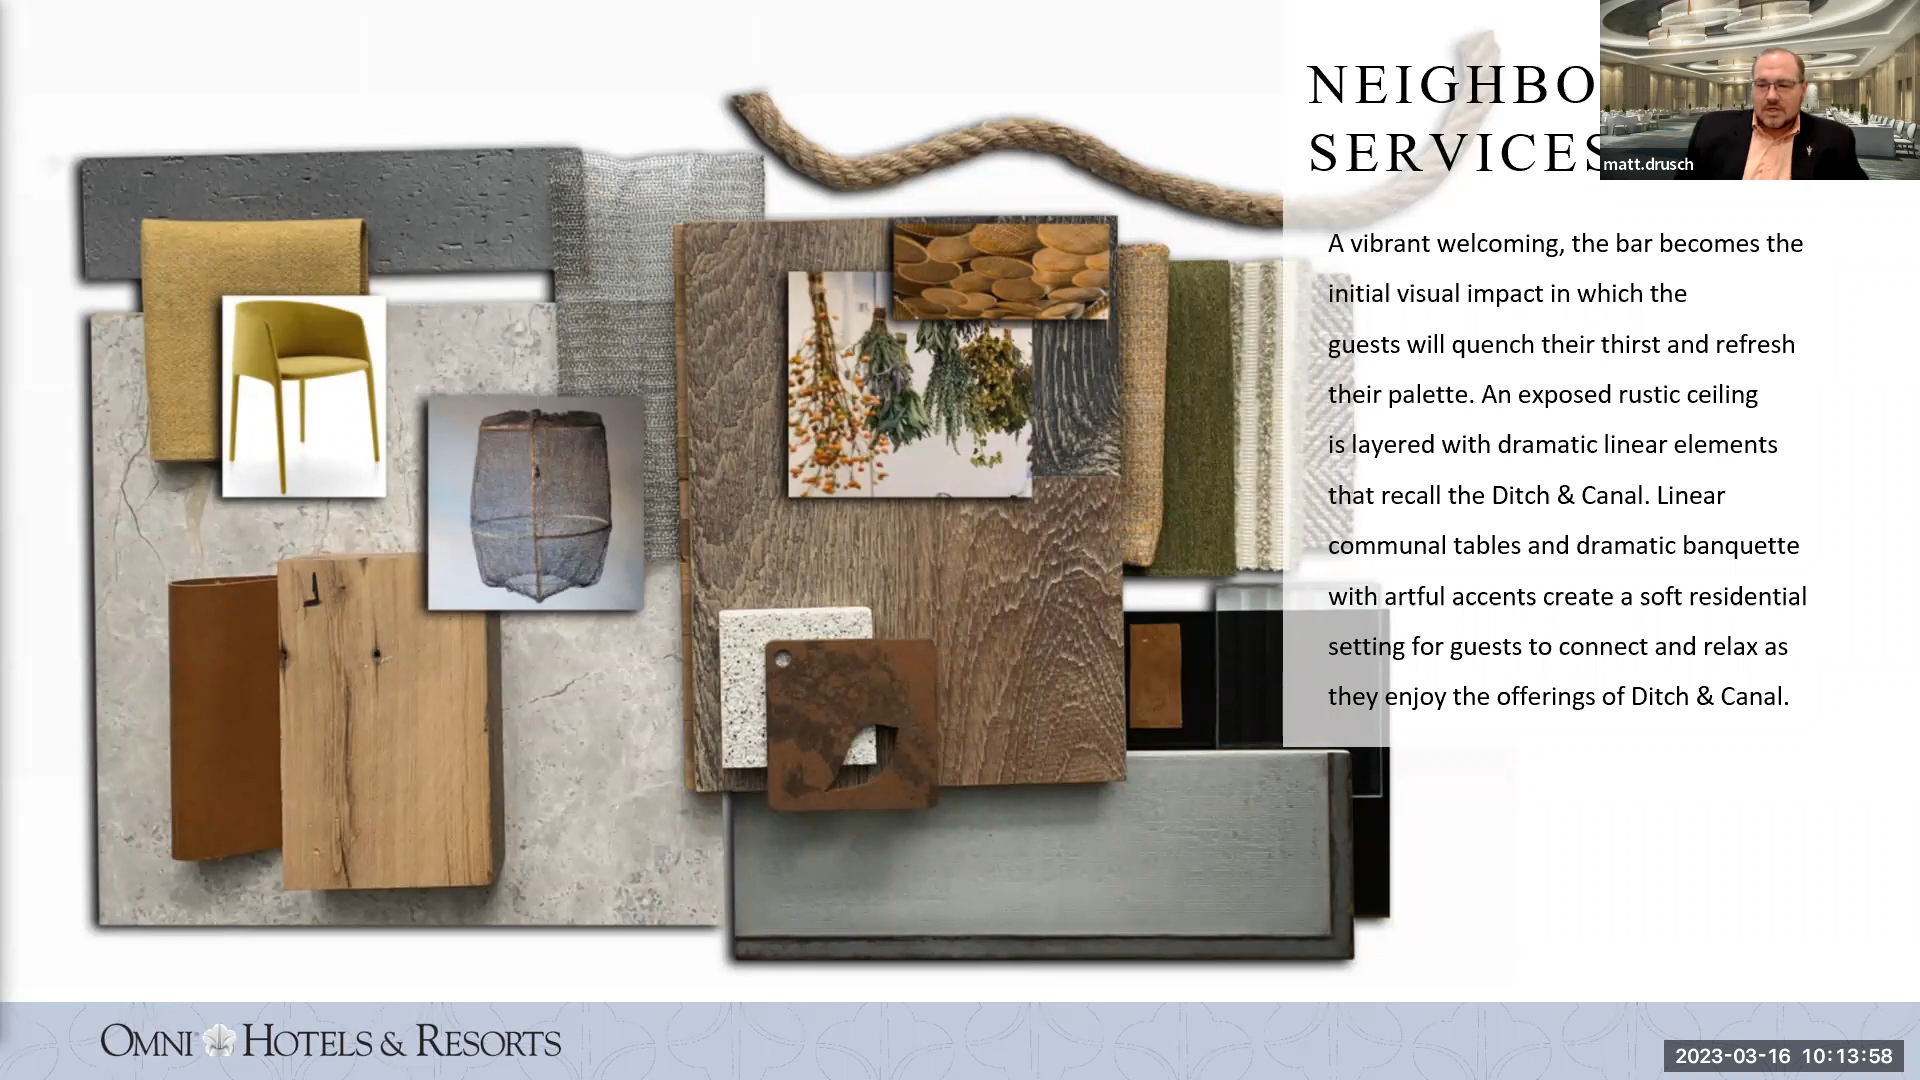 NEIGHBO
SERVICES
matt.drusch
A vibrant welcoming, the bar becomes the
initial visual impact in which the
guests will quench their thirst and refresh
their palette. An exposed rustic ceiling
is layered with dramatic linear elements
that recall the Ditch & Canal. Linear
communal tables and dramatic banquette
with artful accents create a soft residential
setting for guests to connect and relax as
they enjoy the offerings of Ditch & Canal.
OMNI HOTELS & RESORTS
2023-03-16 10:13:58